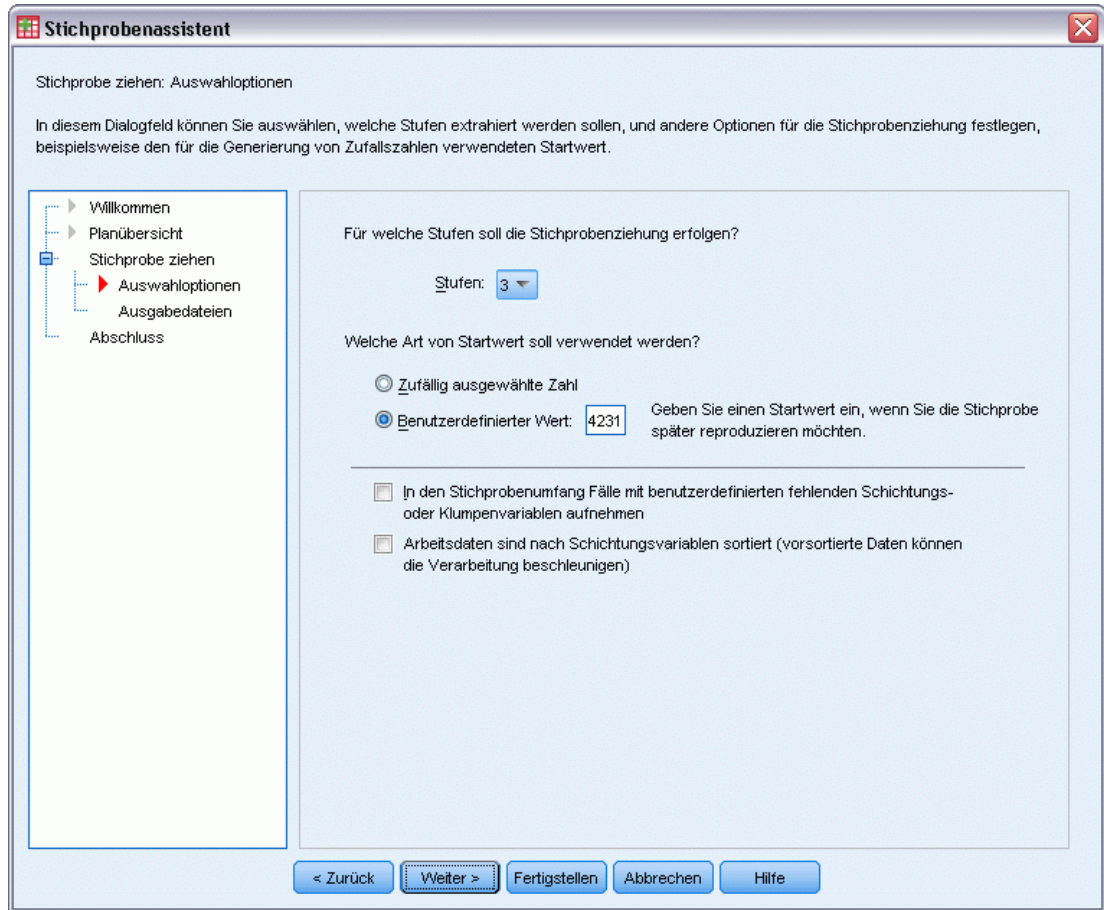 Stichprobenassistent
Stichprobe ziehen: Auswahloptionen
In diesem Dialogfeld können Sie auswählen, welche Stufen extrahiert werden sollen, und andere Optionen für die Stichprobenziehung festlegen,
beispielsweise den für die Generierung von Zufallszahlen verwendeten Startwert.
Willkommen
Planübersicht
Stichprobe ziehen
Auswahloptionen
Ausgabedateien
Abschluss
Für welche Stufen soll die Stichprobenziehung erfolgen?
Stufen: 3
Welche Art von Startwert soll verwendet werden?
Zufällig ausgewählte Zahl
Benutzerdefinierter Wert: 4231
Geben Sie einen Startwert ein, wenn Sie die Stichprobe
später reproduzieren möchten.
In den Stichprobenumfang Fälle mit benutzerdefinierten fehlenden Schichtungs-
oder Klumpenvariablen aufnehmen
Arbeitsdaten sind nach Schichtungsvariablen sortiert (vorsortierte Daten können
die Verarbeitung beschleunigen)
< Zurück Weiter > Fertigstellen Abbrechen Hilfe